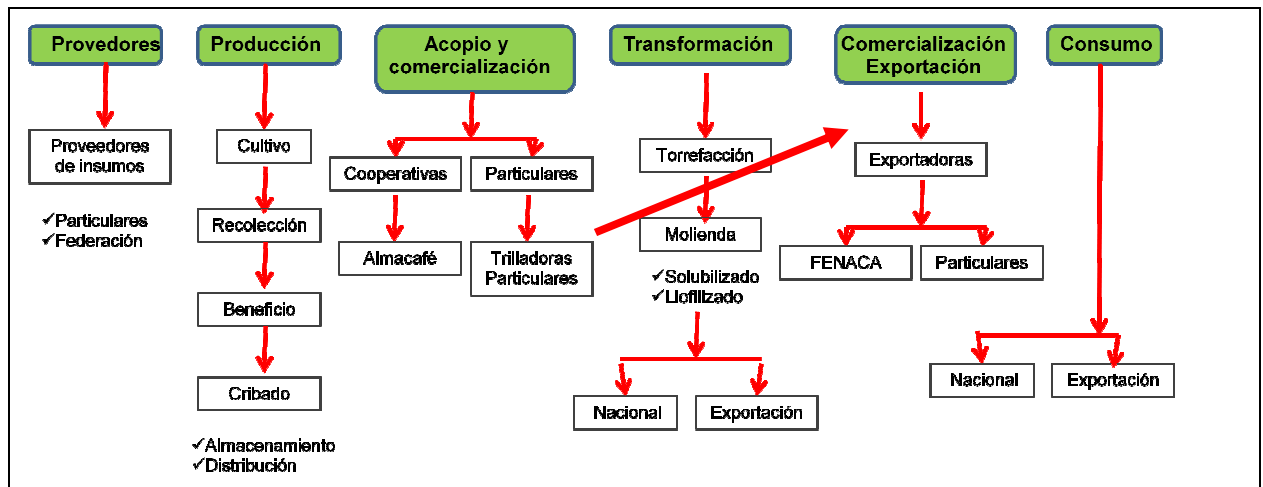 Provedores
Proveedores
de insumos
✓Particulares
✓Federación
Producción
Cultivo
Recolección
Beneficio
Cribado
✓Almacenamiento
✓Distribución
Acopio y
comercialización
Cooperativas
Almacafé
Particulares
Trilladoras
Particulares
Transformación
Torrefacción
Molienda
✓Solubilizado
✓Liofilizado
Nacional
Exportación
Comercialización
Exportación
Exportadoras
FENACA
Particulares
Consumo
Nacional
Exportación